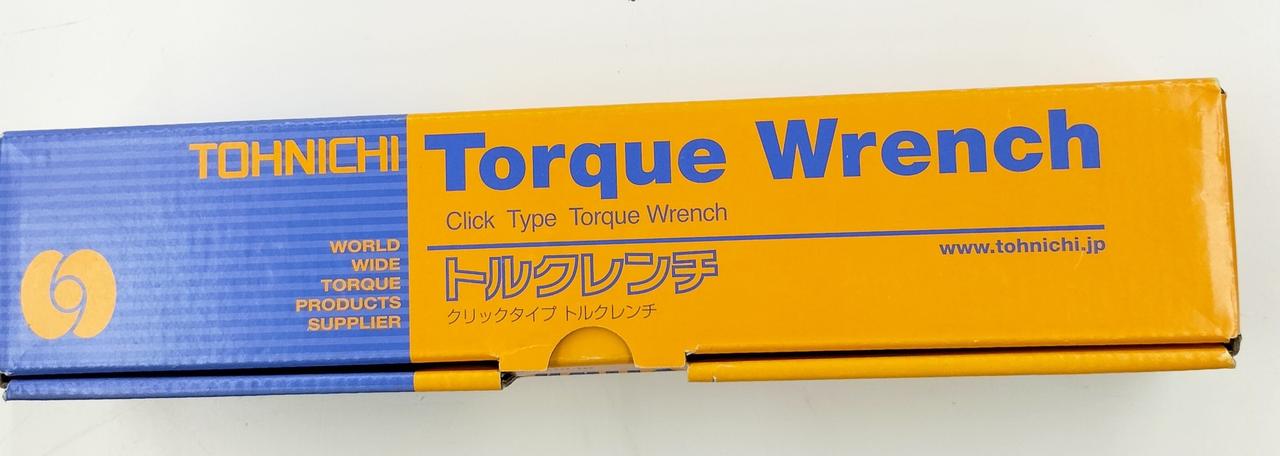 TOHNICHI
WORLD
WIDE
TORQUE
PRODUCTS
SUPPLIER
Torque Wrench
Click Type Torque Wrench
www.tohnichi.jp
トルクレンチ
クリックタイプ トルクレンチ